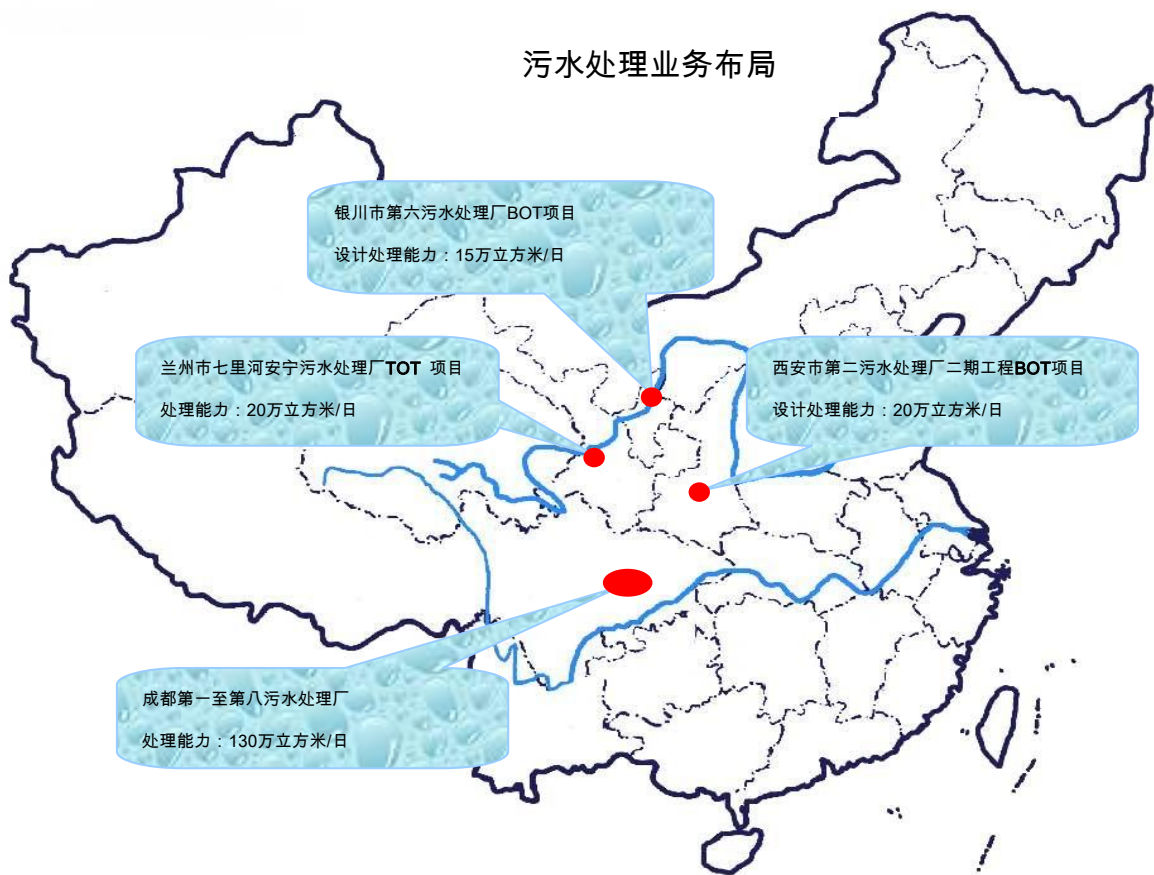 污水处理业务布局
银川市第六污水处理厂BOT项目
设计处理能力：15万立方米/日
兰州市七里河安宁污水处理厂TOT 项目
处理能力：20万立方米/日
西安市第二污水处理厂二期工程BOT项目
设计处理能力：20万立方米/日
成都第一至第八污水处理厂
处理能力：130万立方米/日